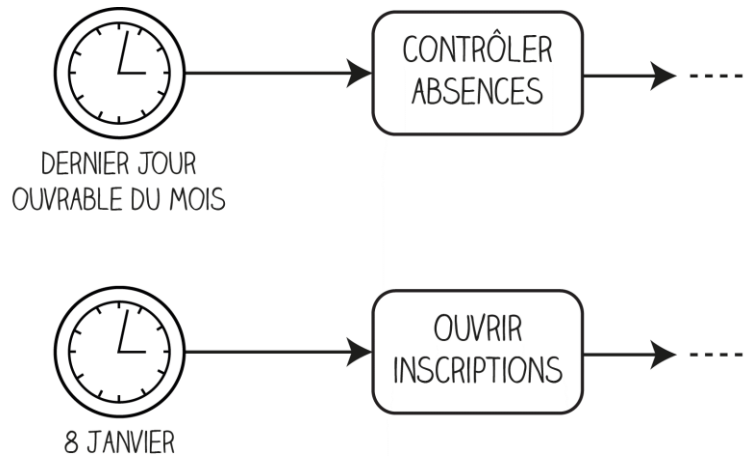 CONTRÔLER
ABSENCES
DERNIER JOUR
OUVRABLE DU MOIS
OUVRIR
INSCRIPTIONS
8 JANVIER